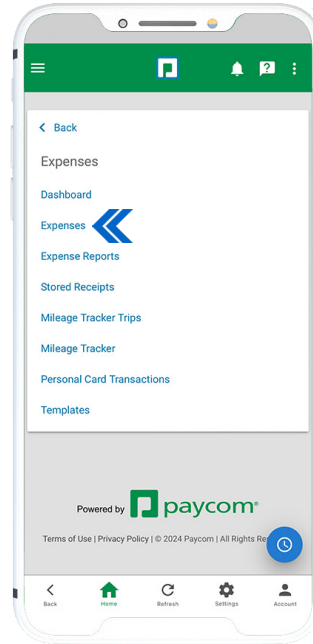 Back
Expenses
Dashboard
Expenses
Expense Reports
Stored Receipts
Mileage Tracker Trips
Mileage Tracker
Personal Card Transactions
Templates
Powered by paycom®
Terms of Use | Privacy Policy | © 2024 Paycom | All Rights
Back Home Refresh Settings Account